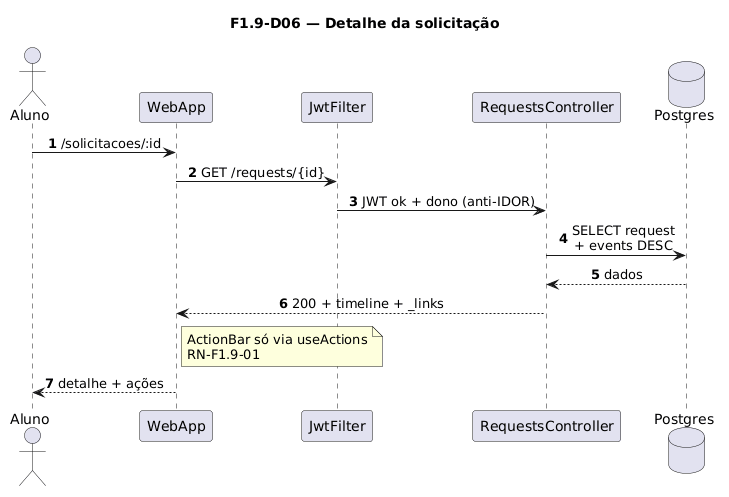 F1.9-D06 — Detalhe da solicitação
Aluno
WebApp
JwtFilter
RequestsController
Postgres
1 /solicitacoes/:id
2 GET /requests/{id}
3 JWT ok + dono (anti-IDOR)
4 SELECT request
+ events DESC
5 dados
6 200 + timeline + _links
ActionBar só via useActions
RN-F1.9-01
7 detalhe + ações
Aluno
WebApp
JwtFilter
RequestsController
Postgres